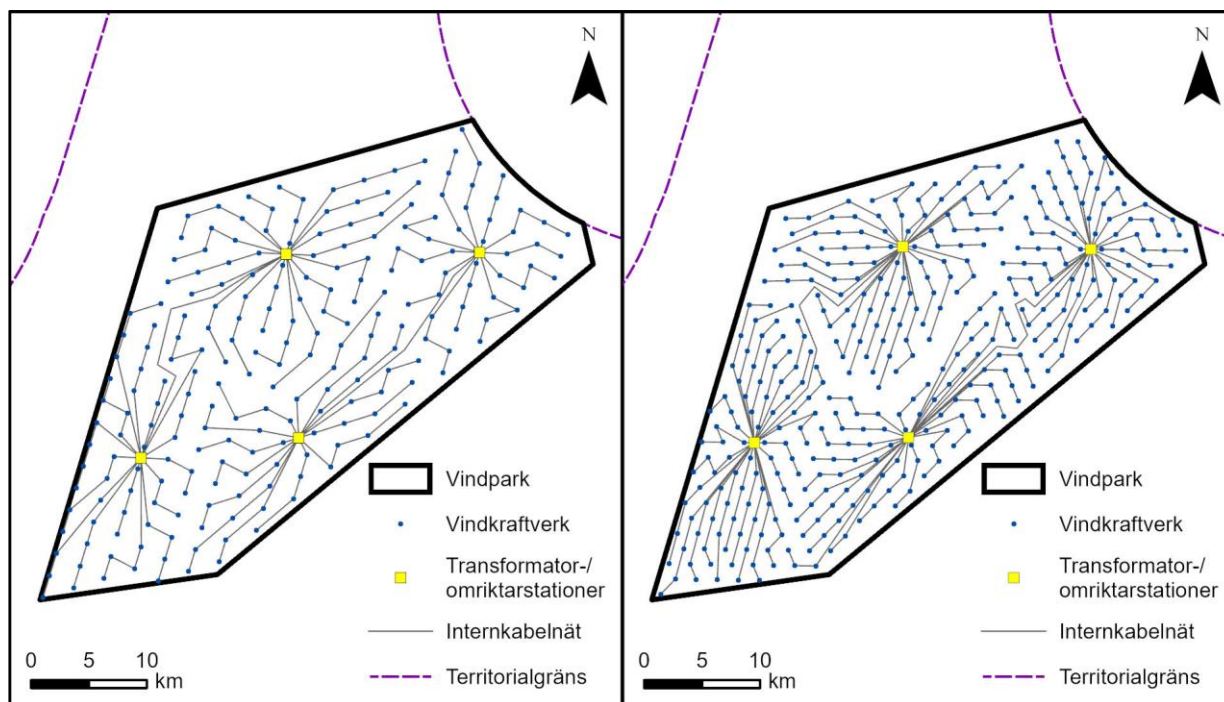 N
Vindpark
Vindkraftverk
Transformator-/
omriktarstationer
Internkabelnät
Territorialgräns
0 5 10
km
N
Vindpark
Vindkraftverk
Transformator-/
omriktarstationer
Internkabelnät
Territorialgräns
0 5 10
km